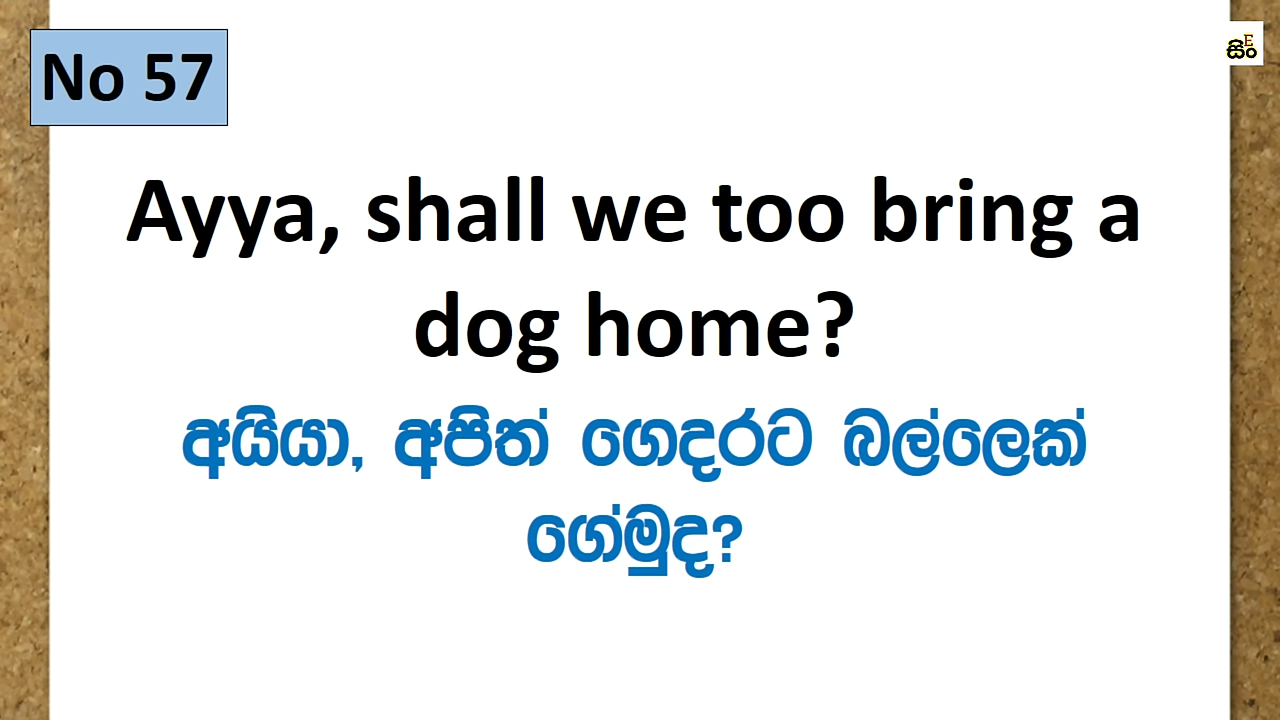 No 57
සිං
E
Ayya, shall we too bring a
dog home?
අයියා, අපිත් ගෙදරට බල්ලෙක්
ගේමුද?